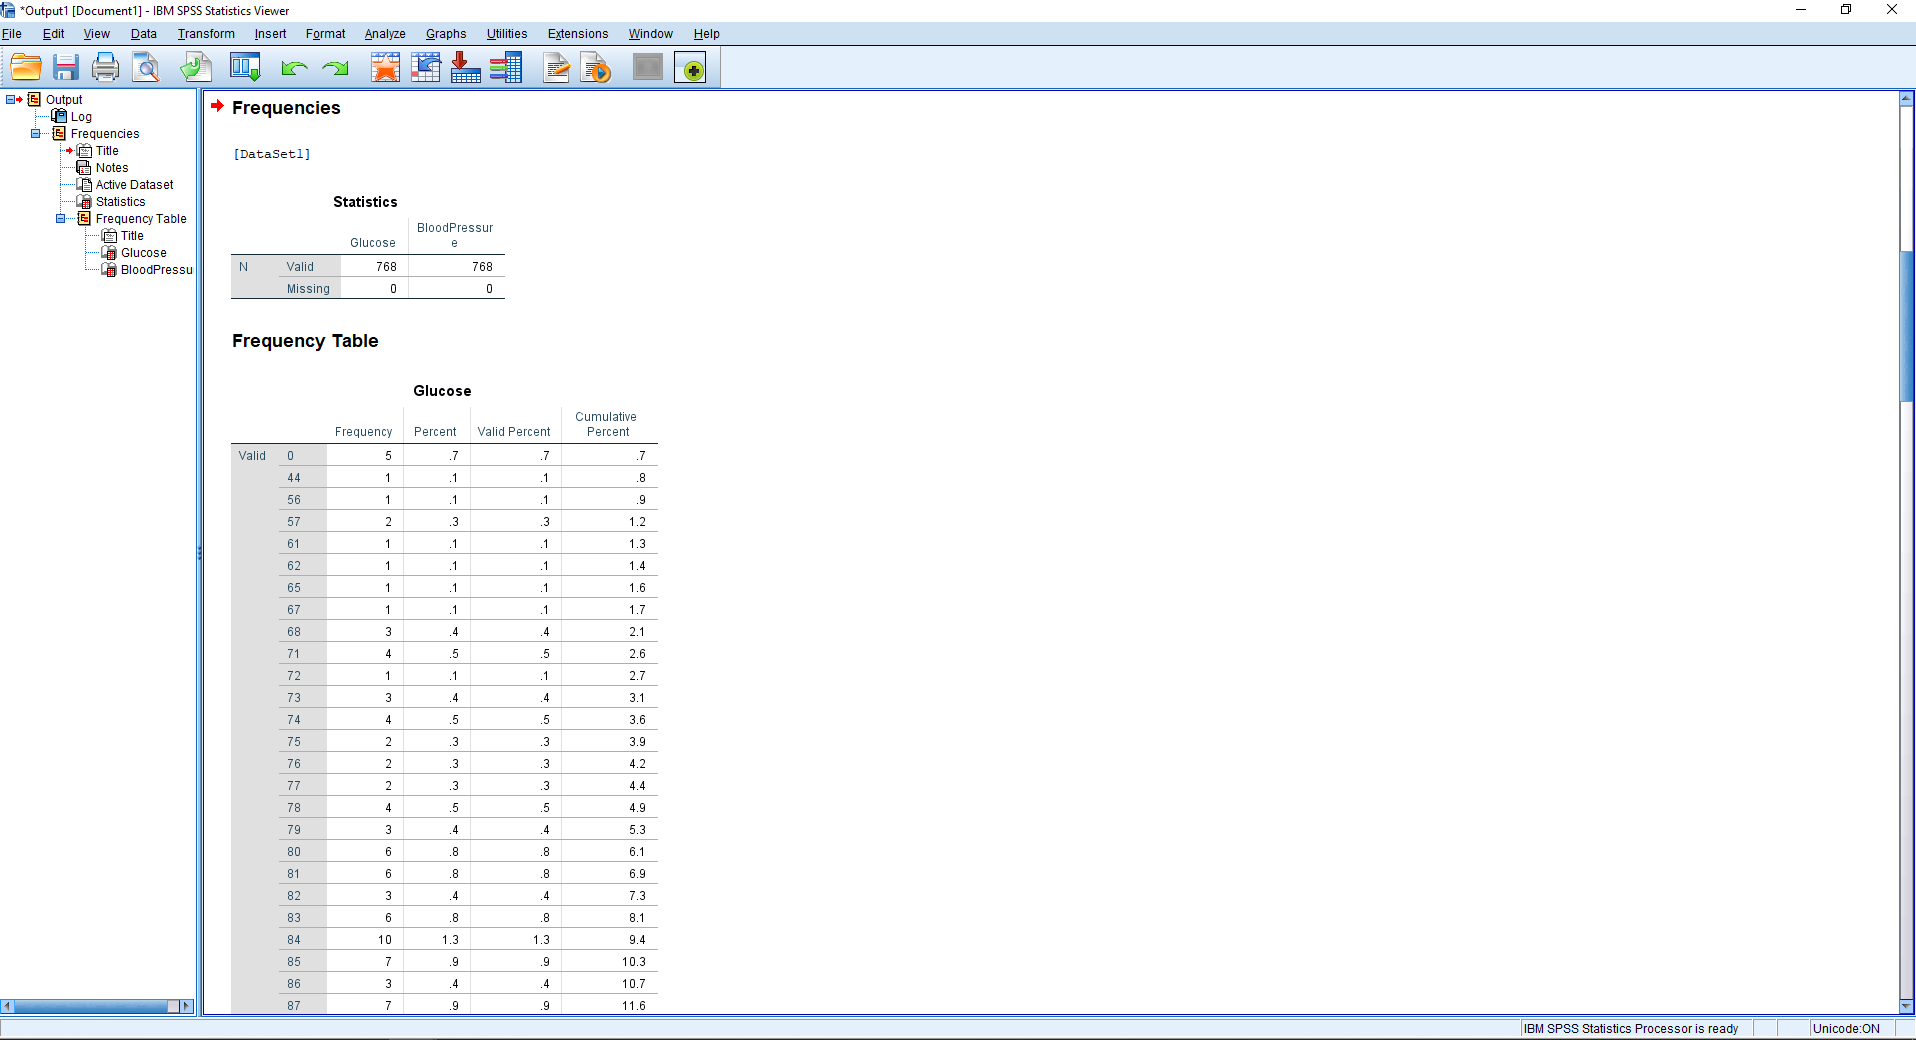 *Output1 [Document1] - IBM SPSS Statistics Viewer
File Edit View Data Transform Insert Format Analyze Graphs Utilities Extensions Window Help
Output
Log
Frequencies
Title
Notes
Active Dataset
Statistics
Frequency Table
Title
Glucose
BloodPressu
Frequencies
[DataSet1]
Statistics
Glucose BloodPressur
e
N Valid 768 768
Missing 0 0
Frequency Table
Glucose
Frequency Percent Valid Percent Cumulative
Percent
Valid 0 5 .7 .7 .7
44 1 .1 .1 .8
56 1 .1 .1 .9
57 2 .3 .3 1.2
61 1 .1 .1 1.3
62 1 .1 .1 1.4
65 1 .1 .1 1.6
67 1 .1 .1 1.7
68 3 .4 .4 2.1
71 4 .5 .5 2.6
72 1 .1 .1 2.7
73 3 .4 .4 3.1
74 4 .5 .5 3.6
75 2 .3 .3 3.9
76 2 .3 .3 4.2
77 2 .3 .3 4.4
78 4 .5 .5 4.9
79 3 .4 .4 5.3
80 6 .8 .8 6.1
81 6 .8 .8 6.9
82 3 .4 .4 7.3
83 6 .8 .8 8.1
84 10 1.3 1.3 9.4
85 7 .9 .9 10.3
86 3 .4 .4 10.7
87 7 .9 .9 11.6
IBM SPSS Statistics Processor is ready Unicode:ON